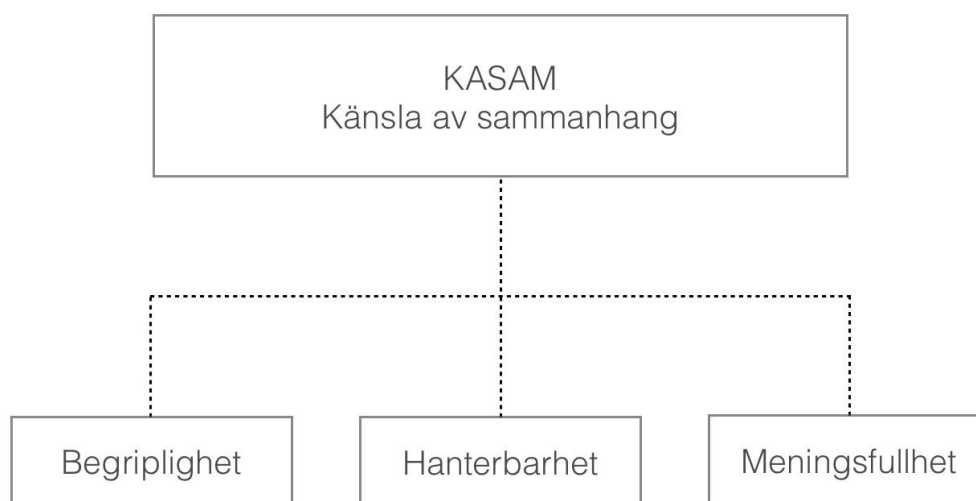 KASAM
Känsla av sammanhang
Begriplighet
Hanterbarhet
Meningsfullhet